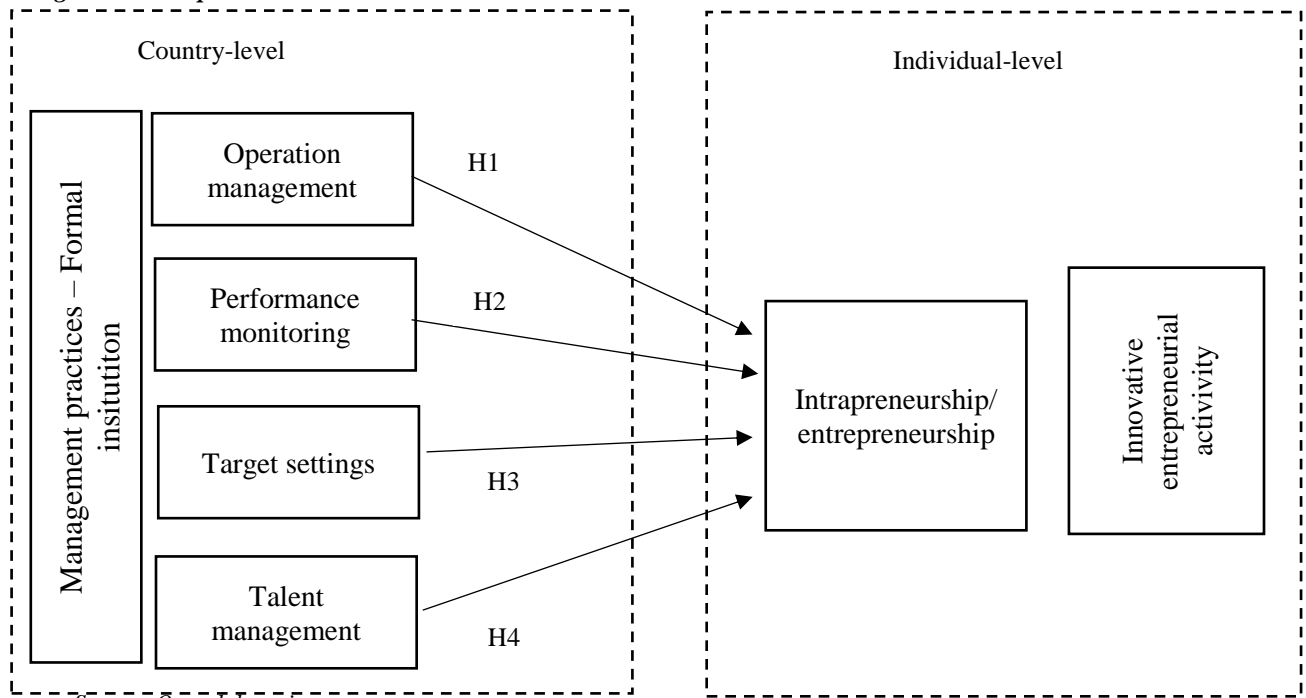 Country-level
Individual-level
Management practices – Formal
insitutiton
Operation
management
H1
Performance
monitoring
H2
Target settings
H3
Talent
management
H4
Intrapreneurship/
entrepreneurship
Innovative
entrepreneurial
activivity